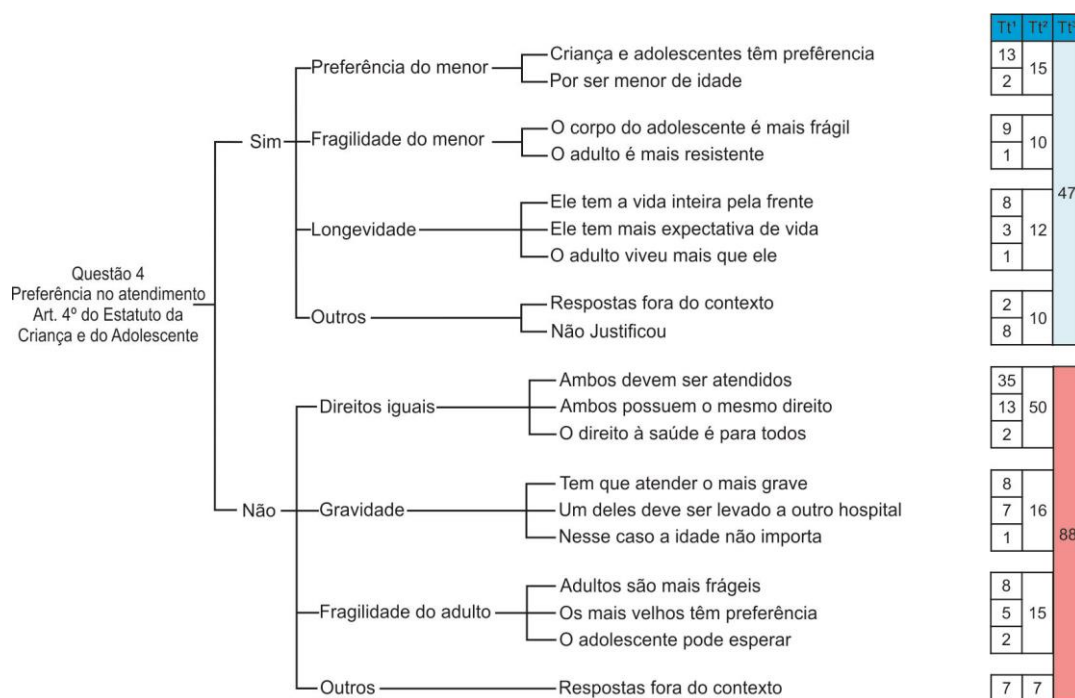 Tt¹ Tt² Tt³
Preferência do menor
Criança e adolescentes têm prefêrencia
Por ser menor de idade
13
2
15
Sim
Fragilidade do menor
O corpo do adolescente é mais frágil
O adulto é mais resistente
9
1
10
Longevidade
Ele tem a vida inteira pela frente
Ele tem mais expectativa de vida
O adulto viveu mais que ele
8
3
1
12
47
Outros
Respostas fora do contexto
Não Justificou
2
8
10
Questão 4
Preferência no atendimento
Art. 4º do Estatuto da
Criança e do Adolescente
Direitos iguais
Ambos devem ser atendidos
Ambos possuem o mesmo direito
O direito à saúde é para todos
35
13
2
50
Não
Gravidade
Tem que atender o mais grave
Um deles deve ser levado a outro hospital
Nesse caso a idade não importa
8
7
1
16
88
Fragilidade do adulto
Adultos são mais frágeis
Os mais velhos têm preferência
O adolescente pode esperar
8
5
2
15
Outros
Respostas fora do contexto
7 7